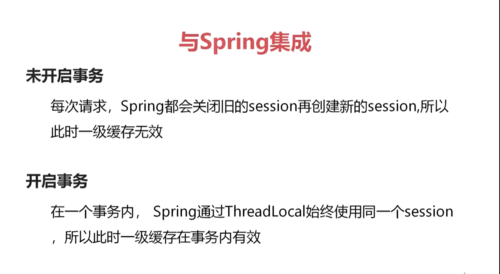 与Spring集成
未开启事务
每次请求，Spring都会关闭旧的session再创建新的session,所以
此时一级缓存无效
开启事务
在一个事务内， Spring通过ThreadLocal始终使用同一个session
，所以此时一级缓存在事务内有效